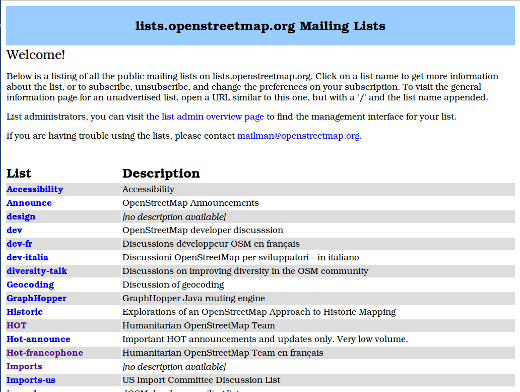 lists.openstreetmap.org Mailing Lists
Welcome!
Below is a listing of all the public mailing lists on lists.openstreetmap.org. Click on a list name to get more information
about the list, or to subscribe, unsubscribe, and change the preferences on your subscription. To visit the general
information page for an unadvertised list, open a URL similar to this one, but with a '/' and the list name appended.
List administrators, you can visit the list admin overview page to find the management interface for your list.
If you are having trouble using the lists, please contact mailman@openstreetmap.org.
List Description
Accessibility Accessibility
Announce OpenStreetMap Announcements
design [no description available]
dev OpenStreetMap developer discusssion
dev-fr Discussions développeur OSM en français
dev-italia Discussioni OpenStreetMap per sviluppatori - in italiano
diversity-talk Discussions on improving diversity in the OSM community
Geocoding Discussion of geocoding
GraphHopper GraphHopper Java routing engine
Historic Explorations of an OpenStreetMap Approach to Historic Mapping
HOT Humanitarian OpenStreetMap Team
Hot-announce Important HOT announcements and updates only. Very low volume.
Hot-francophone Humanitarian OpenStreetMap Team en français
Imports [no description available]
Imports-us US Import Committee Discussion List